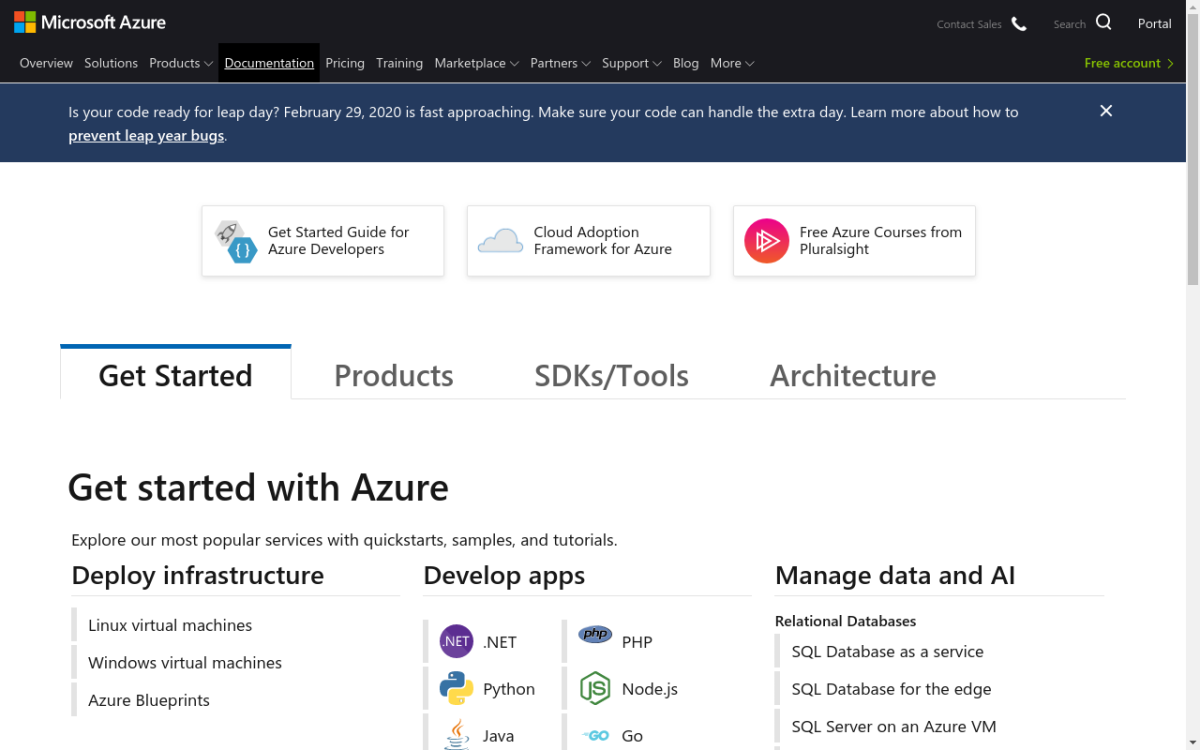 Microsoft Azure
Contact Sales
Search
Portal
Overview Solutions Products Documentation Pricing Training Marketplace Partners Support Blog More
Free account
Is your code ready for leap day? February 29, 2020 is fast approaching. Make sure your code can handle the extra day. Learn more about how to
prevent leap year bugs.
Get Started Guide for
Azure Developers
Cloud Adoption
Framework for Azure
Free Azure Courses from
Pluralsight
Get Started
Products
SDKs/Tools
Architecture
Get started with Azure
Explore our most popular services with quickstarts, samples, and tutorials.
Deploy infrastructure
Linux virtual machines
Windows virtual machines
Azure Blueprints
Develop apps
.NET .NET
php PHP
Python
JS Node.js
Java
GO Go
Manage data and AI
Relational Databases
SQL Database as a service
SQL Database for the edge
SQL Server on an Azure VM